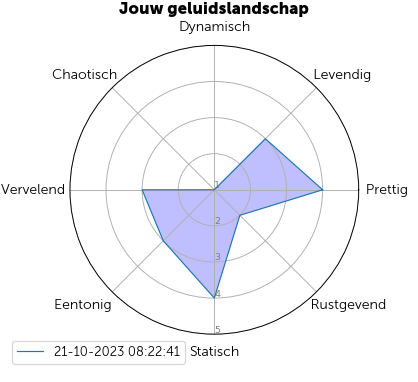 Jouw geluidslandschap
Dynamisch
Chaotisch
Levendig
1
Vervelend
Prettig
2
3
4
Eentonig
Rustgevend
5
21-10-2023 08:22:41
Statisch